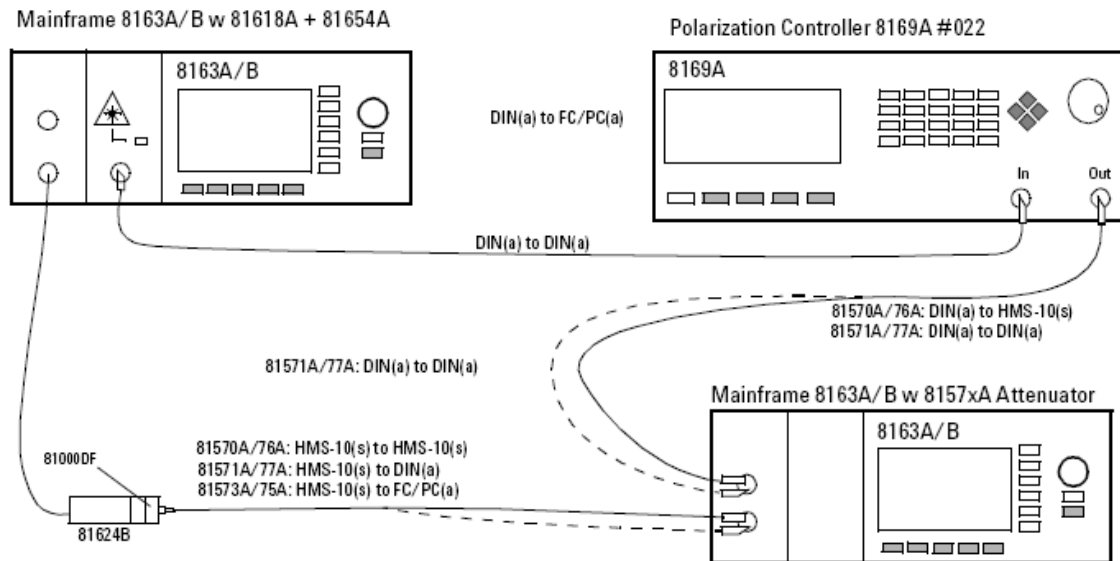 Mainframe 8163A/B w 81618A + 81654A
Polarization Controller 8169A #022
8163A/B
8169A
DIN(a) to FC/PC(a)
In
Out
DIN(a) to DIN(a)
81570A/76A: DIN(a) to HMS-10(s)
81571A/77A: DIN(a) to DIN(a)
81571A/77A: DIN(a) to DIN(a)
Mainframe 8163A/B w 8157xA Attenuator
8163A/B
81570A/76A: HMS-10(s) to HMS-10(s)
81571A/77A: HMS-10(s) to DIN(a)
81573A/75A: HMS-10(s) to FC/PC(a)
81000DF
81624B